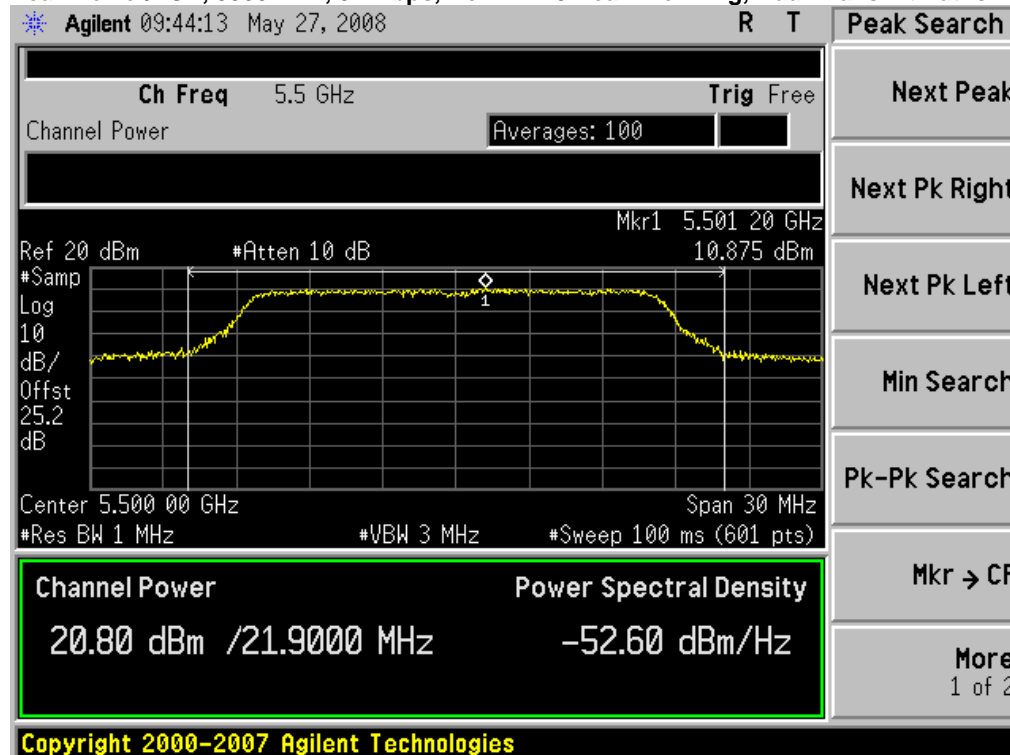 Agilent 09:44:13 May 27, 2008 R T
Peak Search
Ch Freq 5.5 GHz Trig Free
Channel Power Averages: 100
Mkr1 5.501 20 GHz
Ref 20 dBm #Atten 10 dB 10.875 dBm
#Samp
Log
10
dB/
Offst
25.2
dB
1
Center 5.500 00 GHz Span 30 MHz
#Res BW 1 MHz #VBW 3 MHz #Sweep 100 ms (601 pts)
Channel Power Power Spectral Density
20.80 dBm /21.9000 MHz -52.60 dBm/Hz
Copyright 2000-2007 Agilent Technologies
Next Peak
Next Pk Right
Next Pk Left
Min Search
Pk-Pk Search
Mkr → CF
More
1 of 2